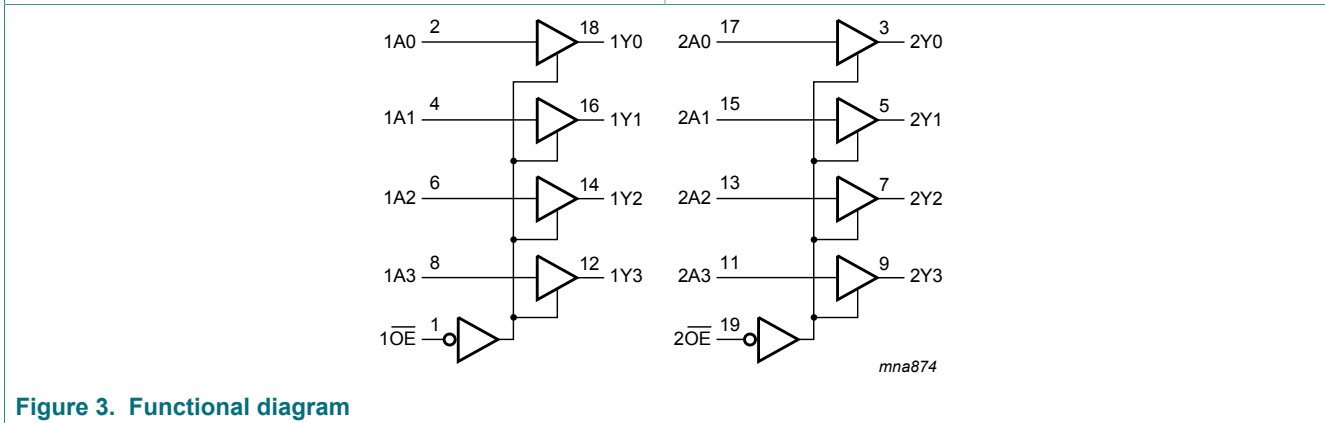 1A0 2 18 1Y0 2A0 17 3 2Y0
1A1 4 16 1Y1 2A1 15 5 2Y1
1A2 6 14 1Y2 2A2 13 7 2Y2
1A3 8 12 1Y3 2A3 11 9 2Y3
1O̅E̅ 1 2O̅E̅ 19
mna874
Figure 3. Functional diagram